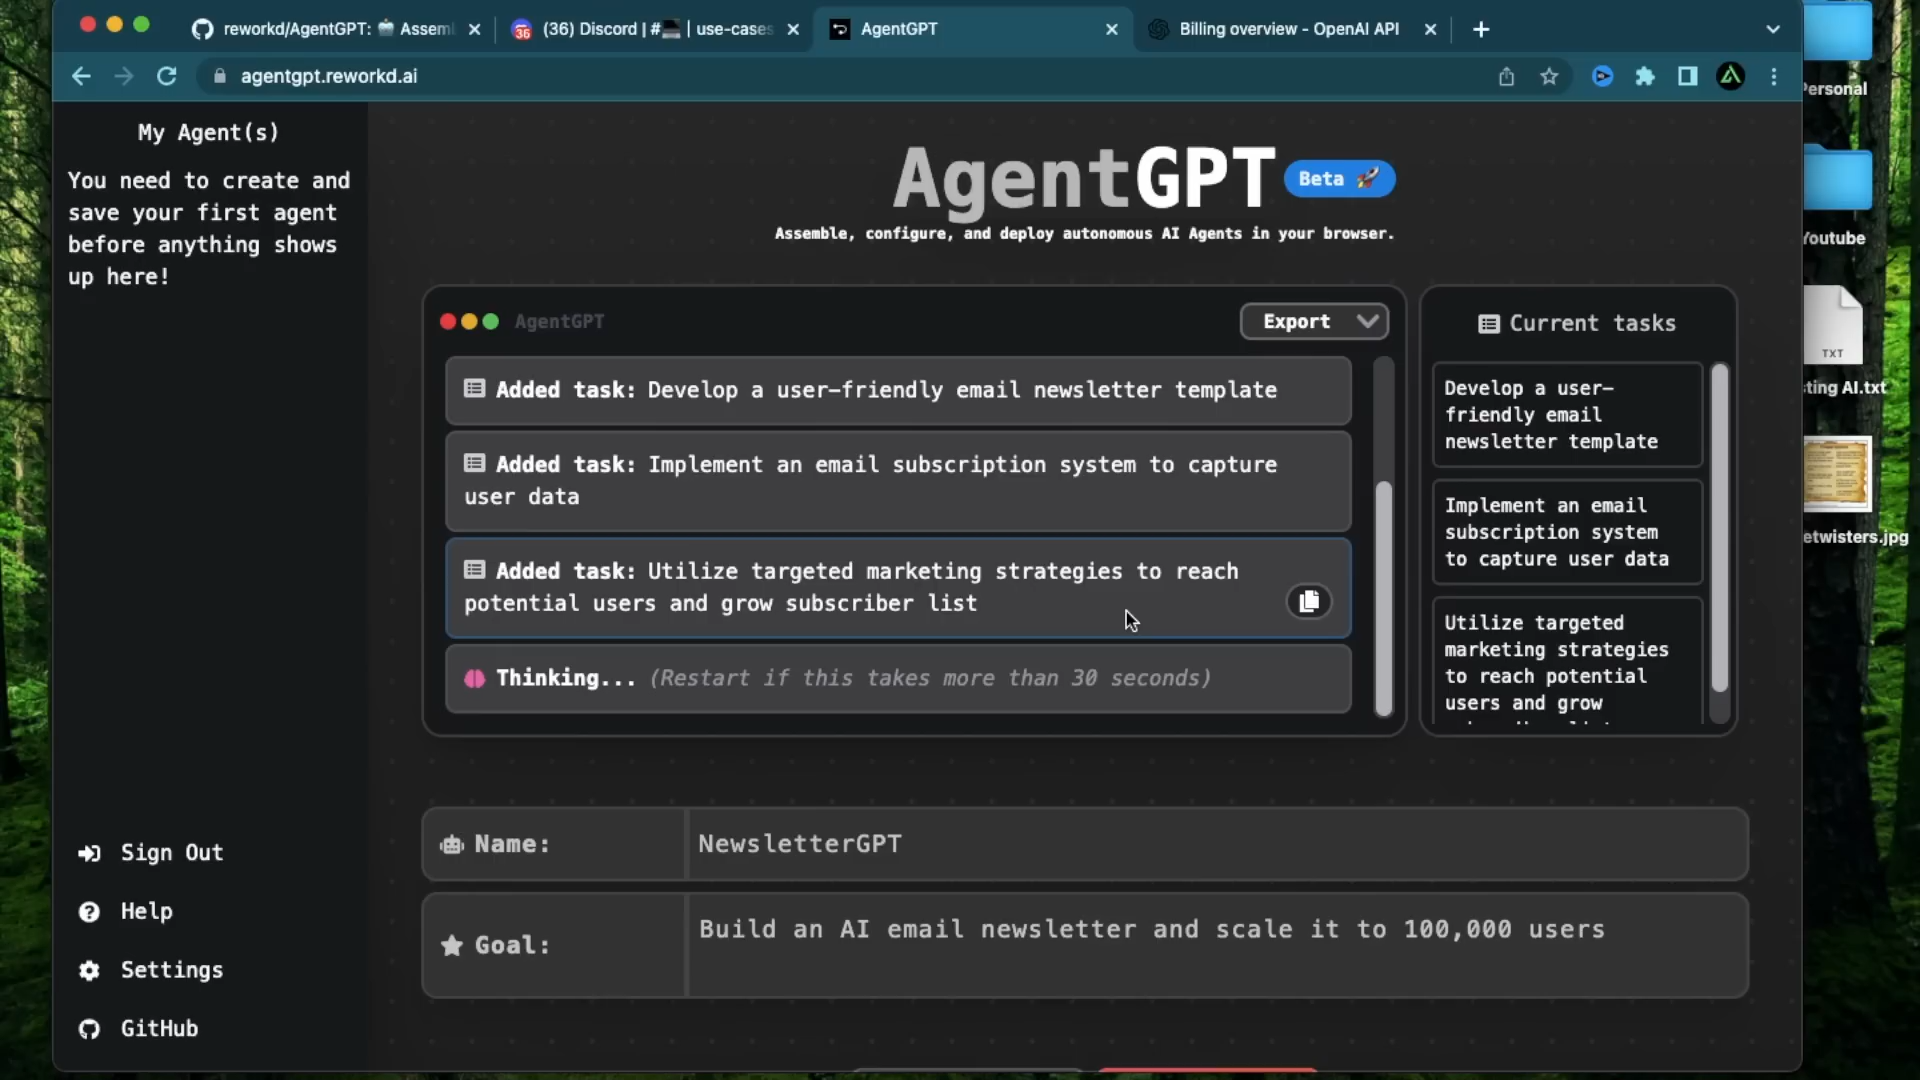 reworkd/AgentGPT: 🤖 Assem
(36) Discord | #💻 | use-cases
AgentGPT
Billing overview - OpenAI API
agentgpt.reworkd.ai
Personal
Youtube
TXT
sting AI.txt
etwisters.jpg
My Agent(s)
You need to create and
save your first agent
before anything shows
up here!
Sign Out
Help
Settings
GitHub
AgentGPT
Beta 🚀
Assemble, configure, and deploy autonomous AI Agents in your browser.
AgentGPT
Export
Added task: Develop a user-friendly email newsletter template
Added task: Implement an email subscription system to capture
user data
Added task: Utilize targeted marketing strategies to reach
potential users and grow subscriber list
Thinking... (Restart if this takes more than 30 seconds)
Current tasks
Develop a user-
friendly email
newsletter template
Implement an email
subscription system
to capture user data
Utilize targeted
marketing strategies
to reach potential
users and grow
Name:
NewsletterGPT
Goal:
Build an AI email newsletter and scale it to 100,000 users